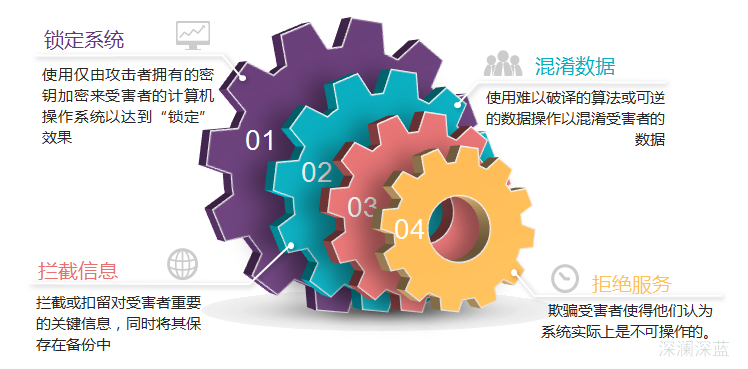 锁定系统
使用仅由攻击者拥有的密
钥加密来受害者的计算机
操作系统以达到“锁定”
效果
混淆数据
使用难以破译的算法或可逆
的数据操作以混淆受害者的
数据
01
02
03
04
拦截信息
拦截或扣留对受害者重要
的关键信息，同时将其保
存在备份中
拒绝服务
欺骗受害者使得他们认为
系统实际上是不可操作的。
深澜深蓝